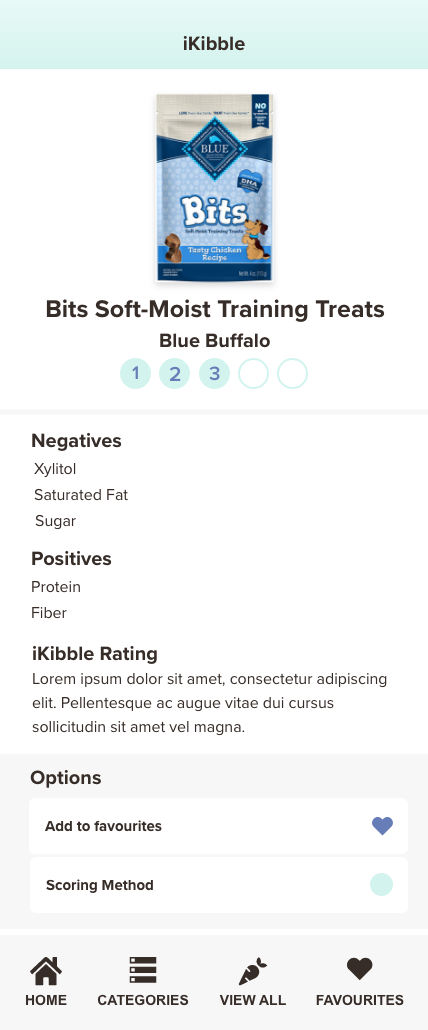 iKibble
NO
BLUE
DHA
Bits
Soft-Moist Training Treats
Tasty Chicken
Recipe
Bits Soft-Moist Training Treats
Blue Buffalo
1 2 3
Negatives
Xylitol
Saturated Fat
Sugar
Positives
Protein
Fiber
iKibble Rating
Lorem ipsum dolor sit amet, consectetur adipiscing
elit. Pellentesque ac augue vitae dui cursus
sollicitudin sit amet vel magna.
Options
Add to favourites
Scoring Method
HOME CATEGORIES VIEW ALL FAVOURITES